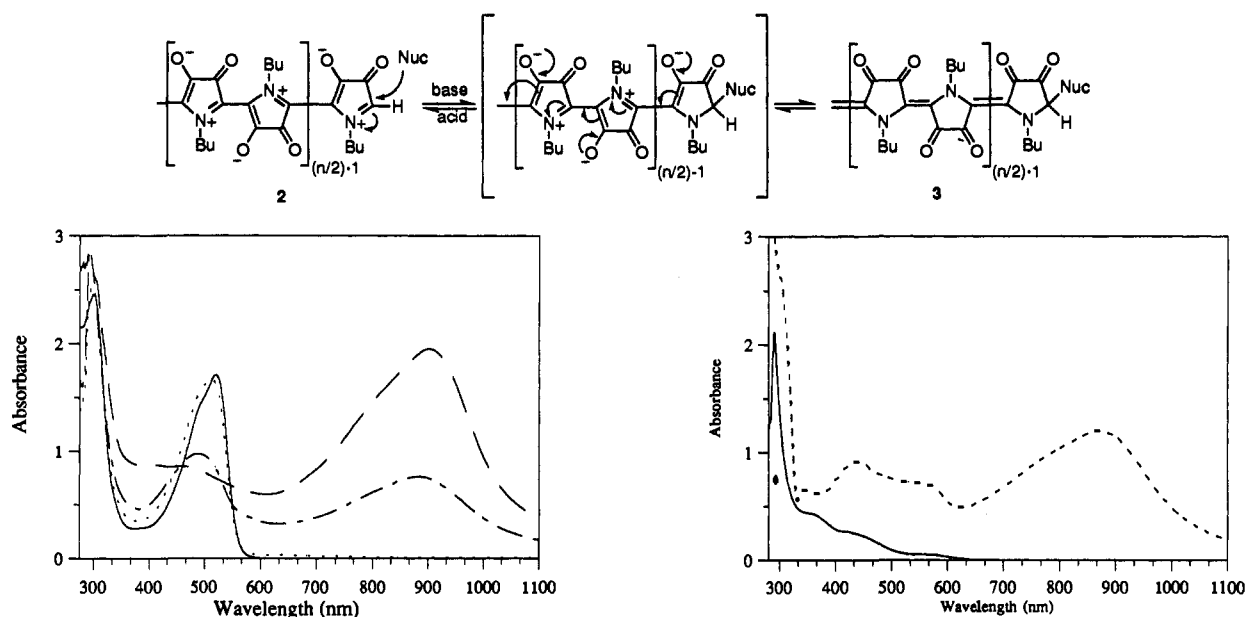 O⁻ O Bu N⁺ N⁺ Bu ⁻O O (n/2)·1
⁻O O Nuc H N⁺ Bu
2
base
acid
O⁻ O Bu N⁺ N⁺ Bu ⁻O O (n/2)-1
O⁻ O Nuc N H Bu
O O Bu N N Bu O O (n/2)·1
O O Nuc N H Bu
3
3
2
1
0
Absorbance
300 400 500 600 700 800 900 1000 1100
Wavelength (nm)
3
2
1
0
Absorbance
300 400 500 600 700 800 900 1000 1100
Wavelength (nm)